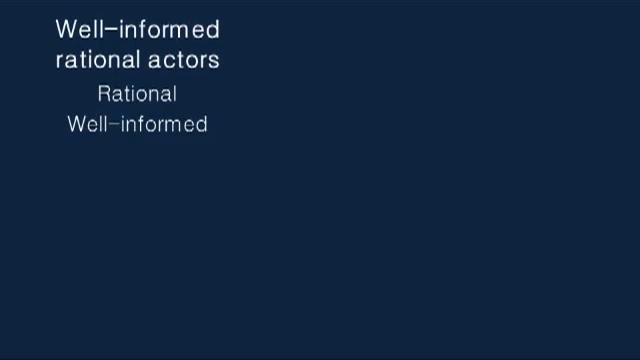 Well-informed
rational actors
Rational
Well-informed